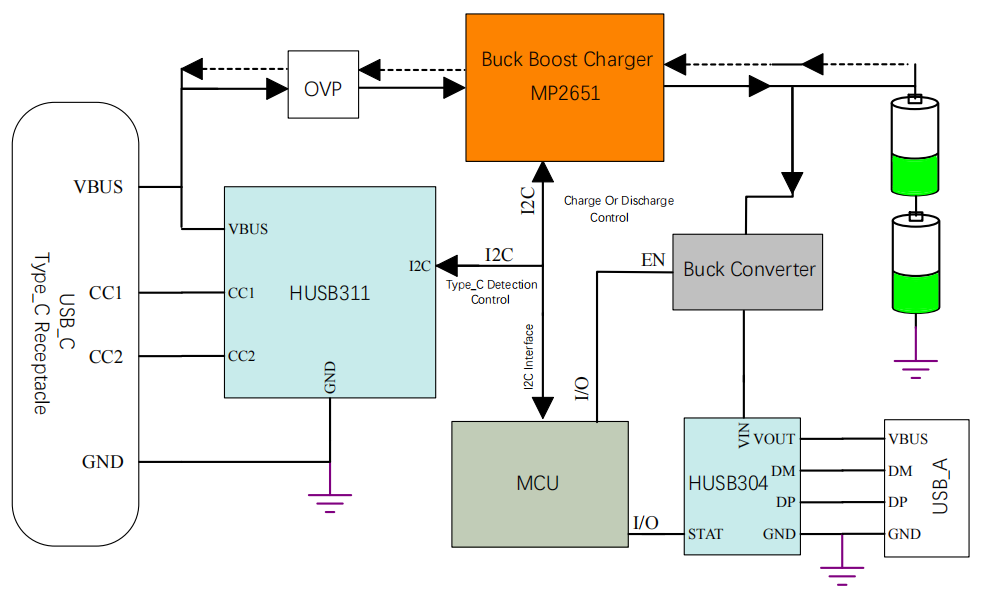 Buck Boost Charger
MP2651
OVP
VBUS
CC1
CC2
GND
USB_C
Type_C Receptacle
VBUS
CC1
CC2
GND
I2C
HUSB311
I2C
Type_C Detection
Control
I2C
Charge Or Discharge
Control
I2C Interface
EN
I/O
Buck Converter
MCU
I/O
VIN
VOUT
DM
DP
GND
STAT
HUSB304
VBUS
DM
DP
GND
USB_A